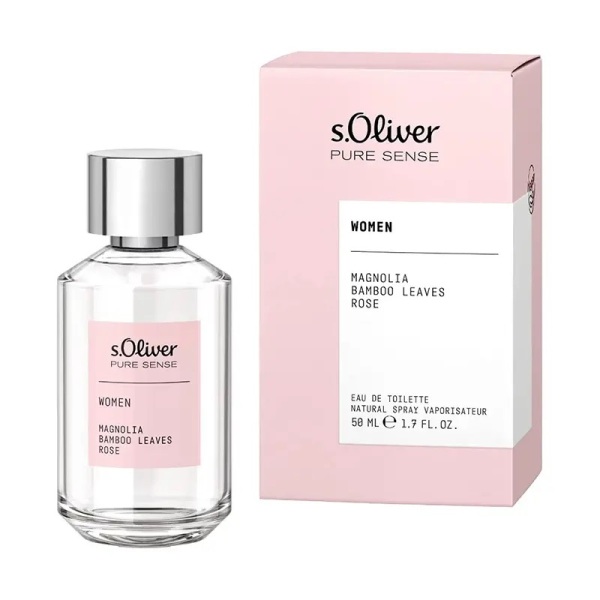 s.Oliver
PURE SENSE
WOMEN
MAGNOLIA
BAMBOO LEAVES
ROSE
s.Oliver
PURE SENSE
WOMEN
MAGNOLIA
BAMBOO LEAVES
ROSE
EAU DE TOILETTE
NATURAL SPRAY VAPORISATEUR
50 ML ℮ 1.7 FL.OZ.